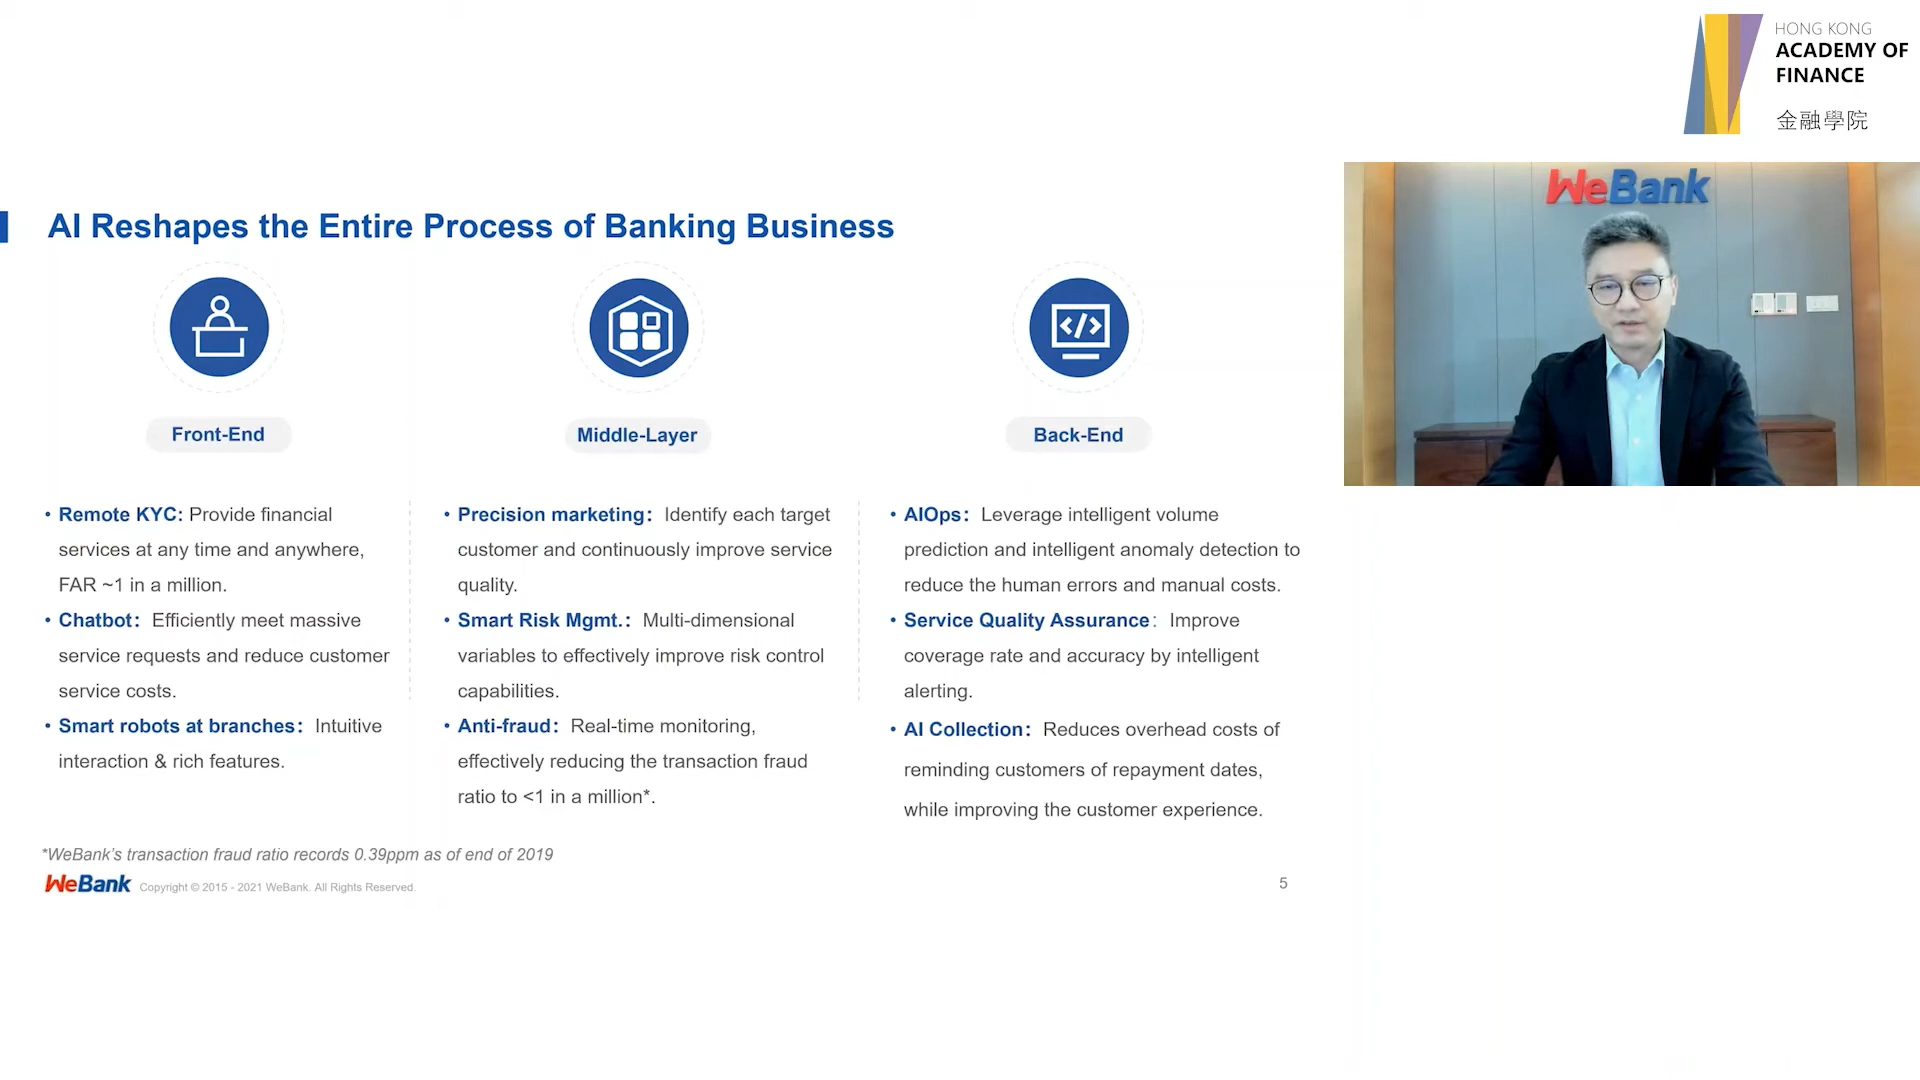 HONG KONG
ACADEMY OF
FINANCE
金融學院
WeBank
AI Reshapes the Entire Process of Banking Business
Front-End
Remote KYC: Provide financial
services at any time and anywhere,
FAR ~1 in a million.
Chatbot： Efficiently meet massive
service requests and reduce customer
service costs.
Smart robots at branches： Intuitive
interaction & rich features.
Middle-Layer
Precision marketing： Identify each target
customer and continuously improve service
quality.
Smart Risk Mgmt.： Multi-dimensional
variables to effectively improve risk control
capabilities.
Anti-fraud： Real-time monitoring,
effectively reducing the transaction fraud
ratio to <1 in a million*.
Back-End
AIOps： Leverage intelligent volume
prediction and intelligent anomaly detection to
reduce the human errors and manual costs.
Service Quality Assurance： Improve
coverage rate and accuracy by intelligent
alerting.
AI Collection： Reduces overhead costs of
reminding customers of repayment dates,
while improving the customer experience.
*WeBank's transaction fraud ratio records 0.39ppm as of end of 2019
WeBank Copyright © 2015 - 2021 WeBank. All Rights Reserved.
5